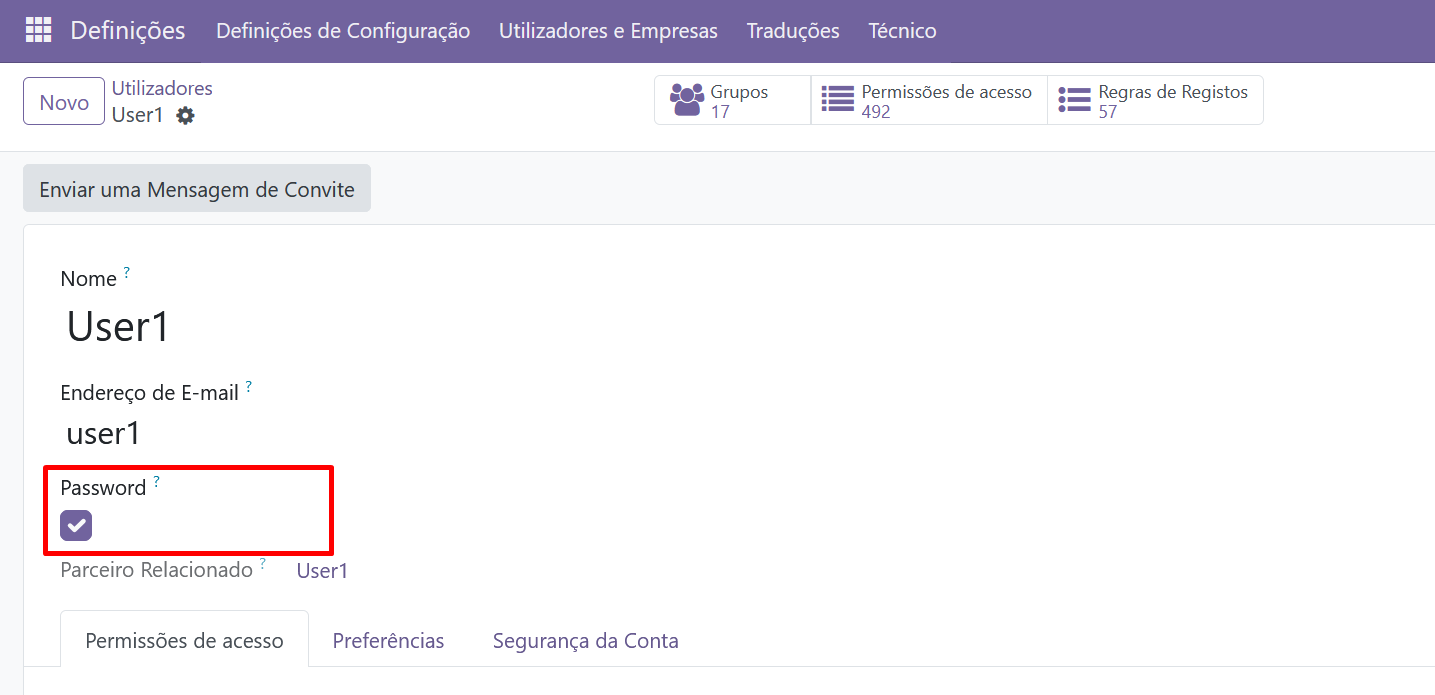 Definições Definições de Configuração Utilizadores e Empresas Traduções Técnico
Novo
Utilizadores
User1
Grupos
17
Permissões de acesso
492
Regras de Registos
57
Enviar uma Mensagem de Convite
Nome ?
User1
Endereço de E-mail ?
user1
Password ?
Parceiro Relacionado ? User1
Permissões de acesso Preferências Segurança da Conta